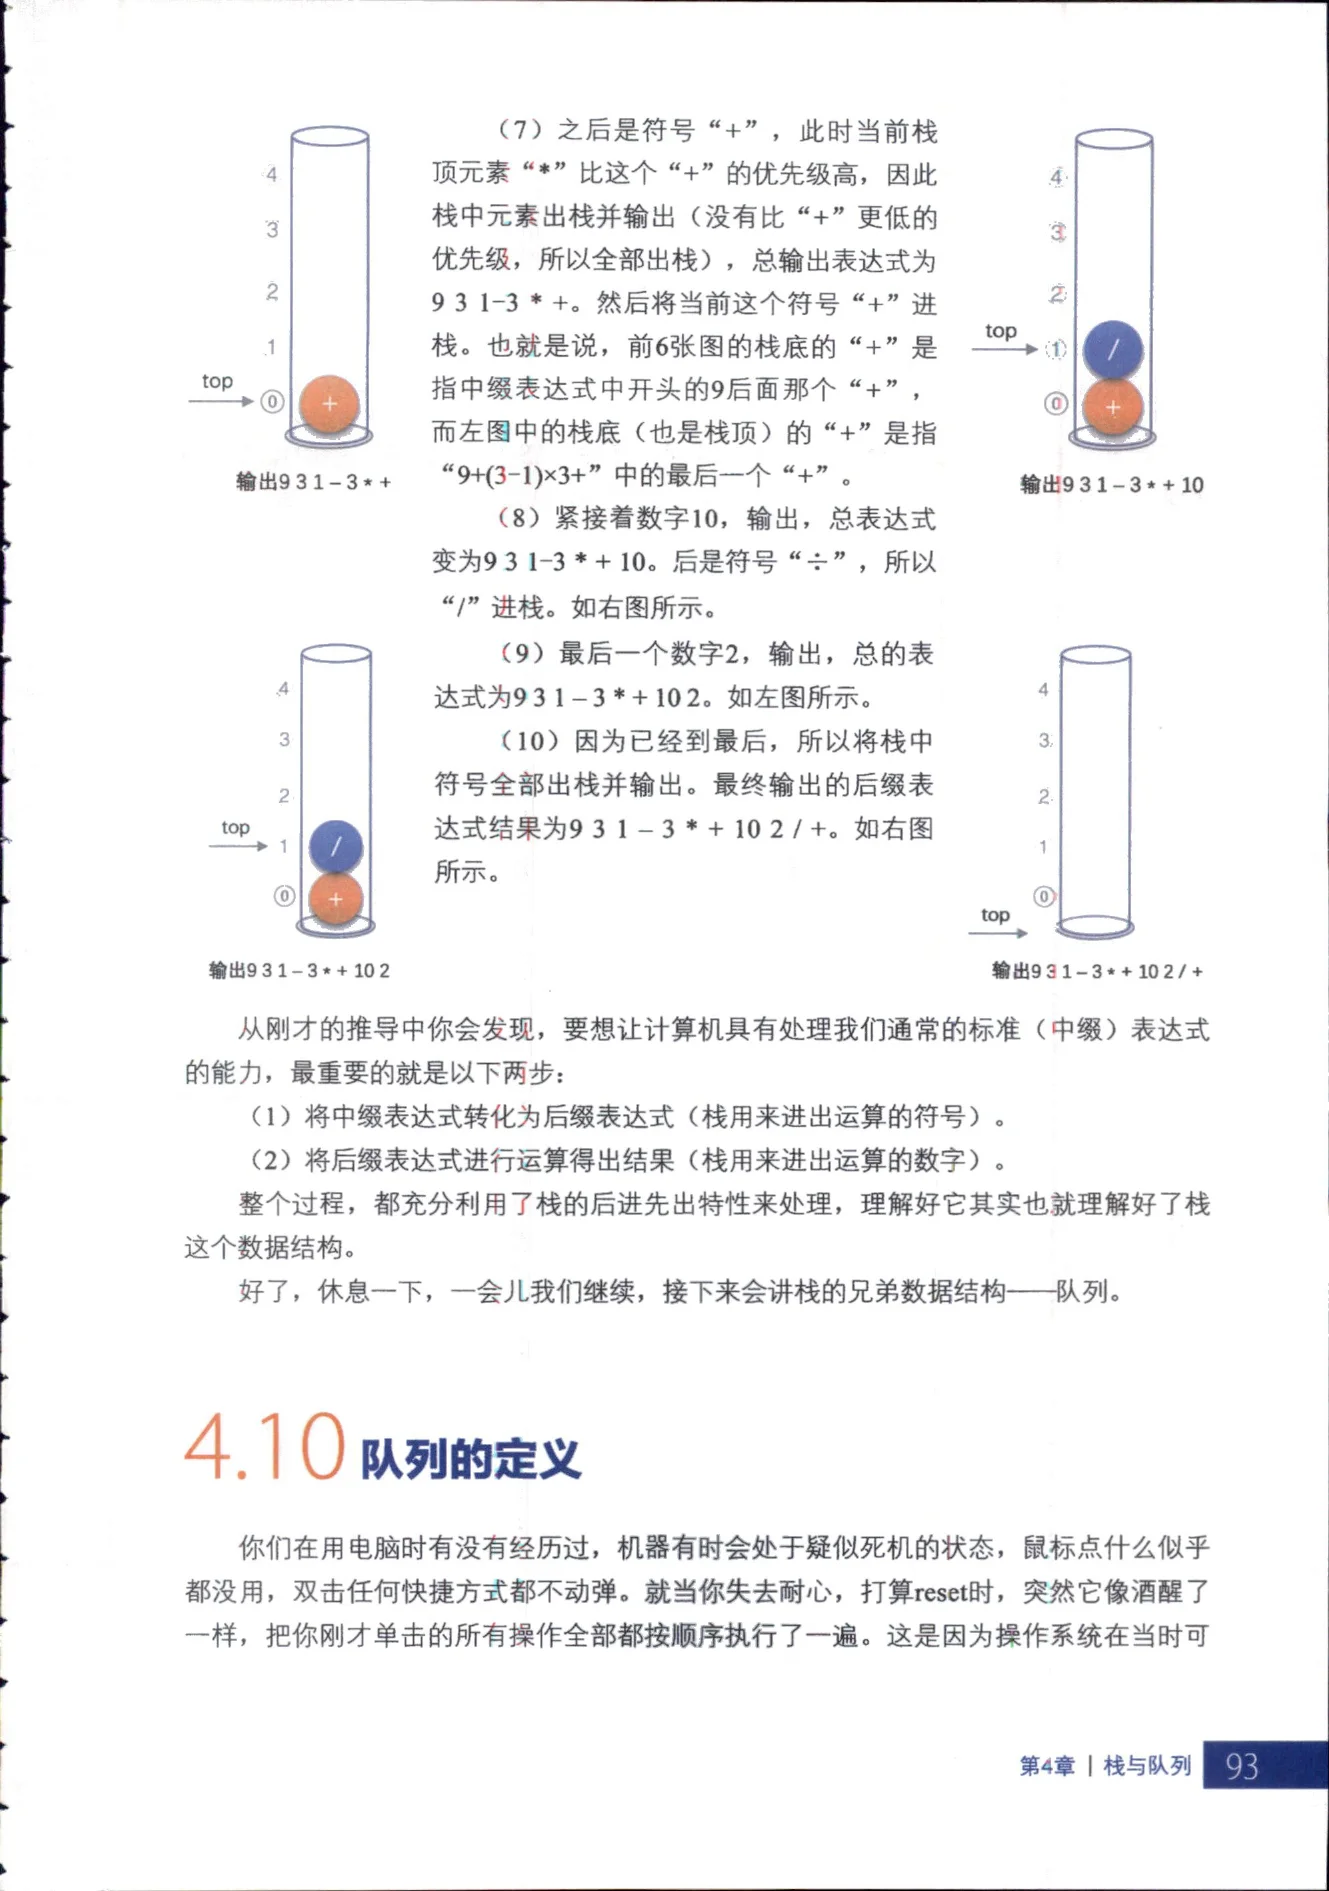 4
3
2
1
top
0
+
输出9 3 1 – 3 * +
（7）之后是符号“+”，此时当前栈
顶元素“*”比这个“+”的优先级高，因此
栈中元素出栈并输出（没有比“+”更低的
优先级，所以全部出栈），总输出表达式为
9 3 1-3 * +。然后将当前这个符号“+”进
栈。也就是说，前6张图的栈底的“+”是
指中缀表达式中开头的9后面那个“+”，
而左图中的栈底（也是栈顶）的“+”是指
“9+(3-1)×3+”中的最后一个“+”。
（8）紧接着数字10，输出，总表达式
变为9 3 1-3 * + 10。后是符号“÷”，所以
“/”进栈。如右图所示。
4
3
2
top
1
/
0
+
输出9 3 1 – 3 * + 10
4
3
2
top
1
/
0
+
输出9 3 1 – 3 * + 10 2
（9）最后一个数字2，输出，总的表
达式为9 3 1 – 3 * + 10 2。如左图所示。
（10）因为已经到最后，所以将栈中
符号全部出栈并输出。最终输出的后缀表
达式结果为9 3 1 – 3 * + 10 2 / +。如右图
所示。
4
3
2
1
0
top
输出9 3 1 – 3 * + 10 2 / +
从刚才的推导中你会发现，要想让计算机具有处理我们通常的标准（中缀）表达式
的能力，最重要的就是以下两步：
（1）将中缀表达式转化为后缀表达式（栈用来进出运算的符号）。
（2）将后缀表达式进行运算得出结果（栈用来进出运算的数字）。
整个过程，都充分利用了栈的后进先出特性来处理，理解好它其实也就理解好了栈
这个数据结构。
好了，休息一下，一会儿我们继续，接下来会讲栈的兄弟数据结构——队列。
4.10 队列的定义
你们在用电脑时有没有经历过，机器有时会处于疑似死机的状态，鼠标点什么似乎
都没用，双击任何快捷方式都不动弹。就当你失去耐心，打算reset时，突然它像酒醒了
一样，把你刚才单击的所有操作全部都按顺序执行了一遍。这是因为操作系统在当时可
第4章 | 栈与队列 93